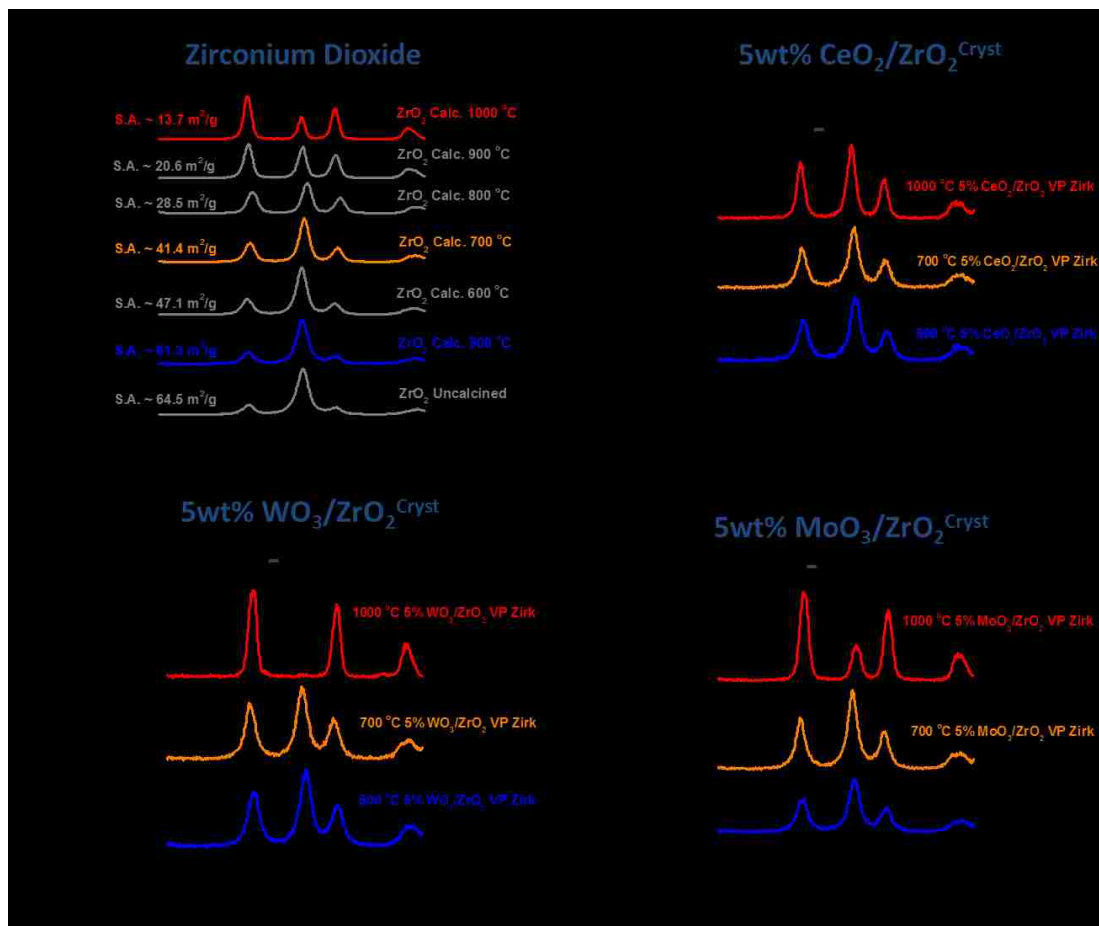 Zirconium Dioxide
S.A. ~ 13.7 m²/g ZrO₂ Calc. 1000 °C
S.A. ~ 20.6 m²/g ZrO₂ Calc. 900 °C
S.A. ~ 28.5 m²/g ZrO₂ Calc. 800 °C
S.A. ~ 41.4 m²/g ZrO₂ Calc. 700 °C
S.A. ~ 47.1 m²/g ZrO₂ Calc. 600 °C
S.A. ~ 61.3 m²/g ZrO₂ Calc. 500 °C
S.A. ~ 64.5 m²/g ZrO₂ Uncalcined
5wt% CeO₂/ZrO₂ᶜʳʸˢᵗ
1000 °C 5% CeO₂/ZrO₂ VP Zirk
700 °C 5% CeO₂/ZrO₂ VP Zirk
500 °C 5% CeO₂/ZrO₂ VP Zirk
5wt% WO₃/ZrO₂ᶜʳʸˢᵗ
1000 °C 5% WO₃/ZrO₂ VP Zirk
700 °C 5% WO₃/ZrO₂ VP Zirk
500 °C 5% WO₃/ZrO₂ VP Zirk
5wt% MoO₃/ZrO₂ᶜʳʸˢᵗ
1000 °C 5% MoO₃/ZrO₂ VP Zirk
700 °C 5% MoO₃/ZrO₂ VP Zirk